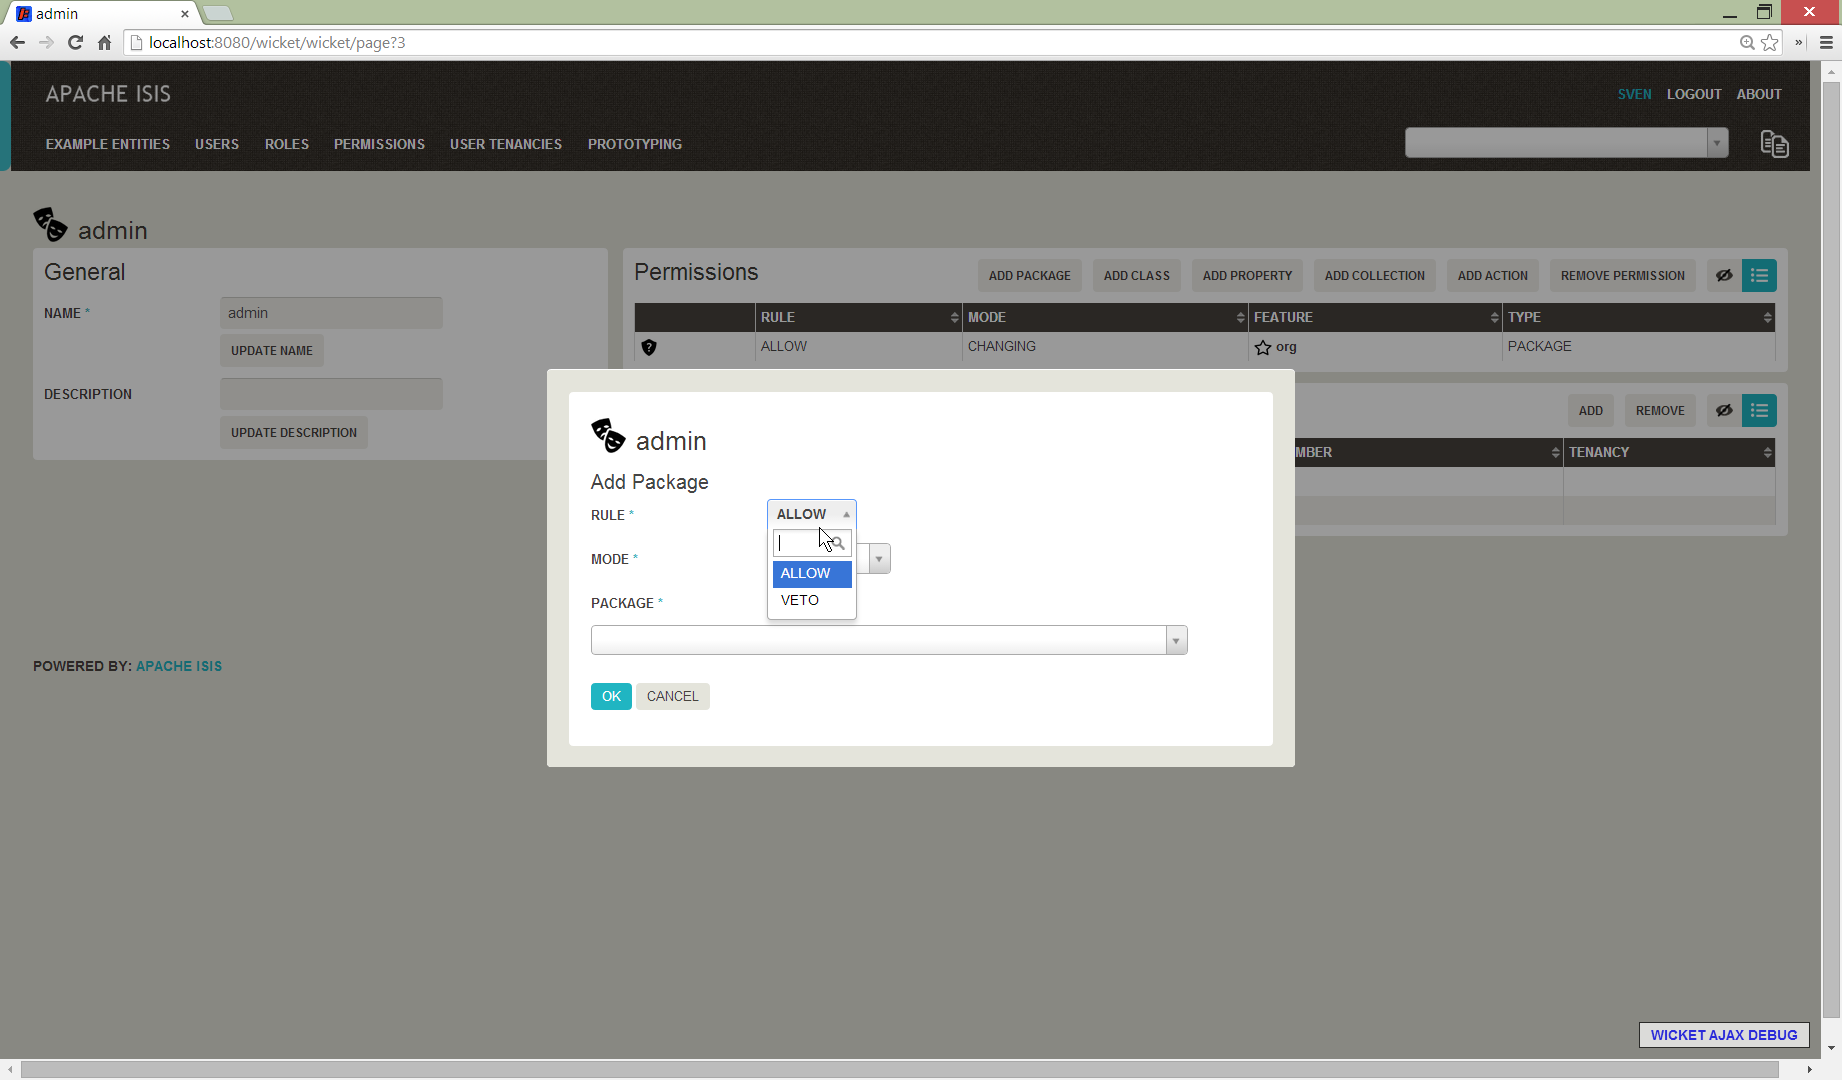 admin
localhost:8080/wicket/wicket/page?3
APACHE ISIS
SVEN LOGOUT ABOUT
EXAMPLE ENTITIES USERS ROLES PERMISSIONS USER TENANCIES PROTOTYPING
admin
General
NAME *
admin
UPDATE NAME
DESCRIPTION
UPDATE DESCRIPTION
Permissions
ADD PACKAGE ADD CLASS ADD PROPERTY ADD COLLECTION ADD ACTION REMOVE PERMISSION
RULE MODE FEATURE TYPE
ALLOW CHANGING org PACKAGE
ADD REMOVE
MBER TENANCY
admin
Add Package
RULE *
ALLOW
ALLOW
VETO
MODE *
PACKAGE *
OK CANCEL
POWERED BY: APACHE ISIS
WICKET AJAX DEBUG